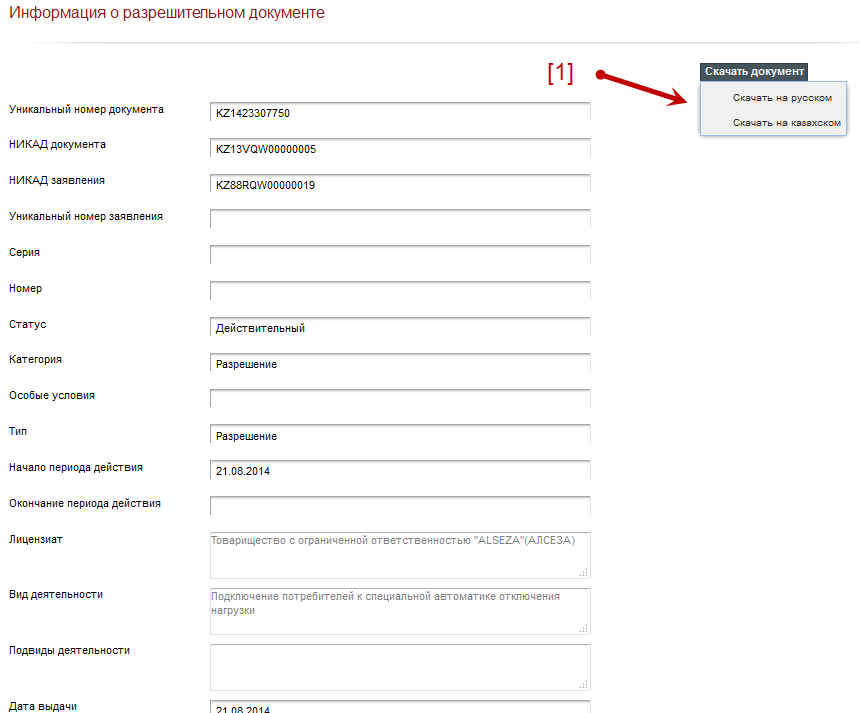 Информация о разрешительном документе
[1]
Скачать документ
Скачать на русском
Скачать на казахском
Уникальный номер документа
KZ1423307750
НИКАД документа
KZ13VQW00000005
НИКАД заявления
KZ88RQW00000019
Уникальный номер заявления
Серия
Номер
Статус
Действительный
Категория
Разрешение
Особые условия
Тип
Разрешение
Начало периода действия
21.08.2014
Окончание периода действия
Лицензиат
Товарищество с ограниченной ответственностью "ALSEZA"(АЛСЕЗА)
Вид деятельности
Подключение потребителей к специальной автоматике отключения
нагрузки
Подвиды деятельности
Дата выдачи
21.08.2014